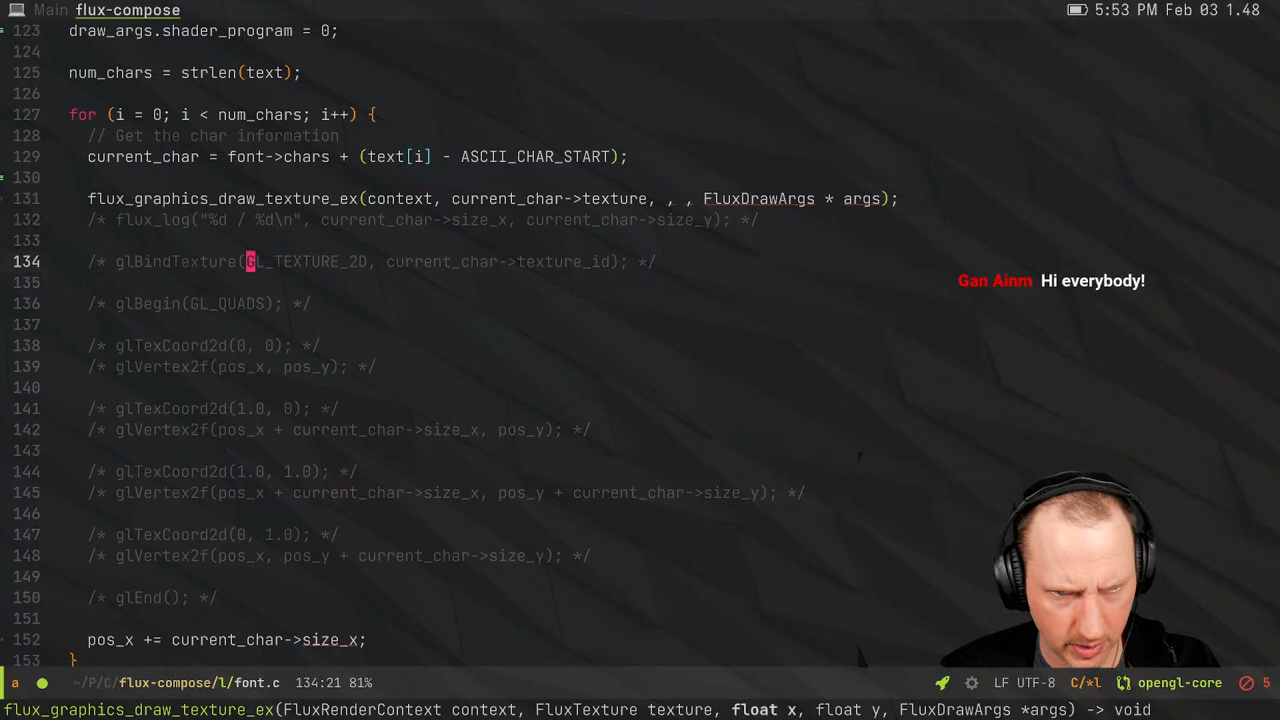 Main flux-compose 5:53 PM Feb 03 1.48
123 draw_args.shader_program = 0;
124
125 num_chars = strlen(text);
126
127 for (i = 0; i < num_chars; i++) {
128 // Get the char information
129 current_char = font->chars + (text[i] - ASCII_CHAR_START);
130
131 flux_graphics_draw_texture_ex(context, current_char->texture, , , FluxDrawArgs * args);
132 /* flux_log("%d / %d\n", current_char->size_x, current_char->size_y); */
133
134 /* glBindTexture(GL_TEXTURE_2D, current_char->texture_id); */
135
Gan Ainm Hi everybody!
136 /* glBegin(GL_QUADS); */
137
138 /* glTexCoord2d(0, 0); */
139 /* glVertex2f(pos_x, pos_y); */
140
141 /* glTexCoord2d(1.0, 0); */
142 /* glVertex2f(pos_x + current_char->size_x, pos_y); */
143
144 /* glTexCoord2d(1.0, 1.0); */
145 /* glVertex2f(pos_x + current_char->size_x, pos_y + current_char->size_y); */
146
147 /* glTexCoord2d(0, 1.0); */
148 /* glVertex2f(pos_x, pos_y + current_char->size_y); */
149
150 /* glEnd(); */
151
152 pos_x += current_char->size_x;
153 }
a ~/P/C/flux-compose/l/font.c 134:21 81% LF UTF-8 C/*l opengl-core 5
flux_graphics_draw_texture_ex(FluxRenderContext context, FluxTexture texture, float x, float y, FluxDrawArgs *args) -> void